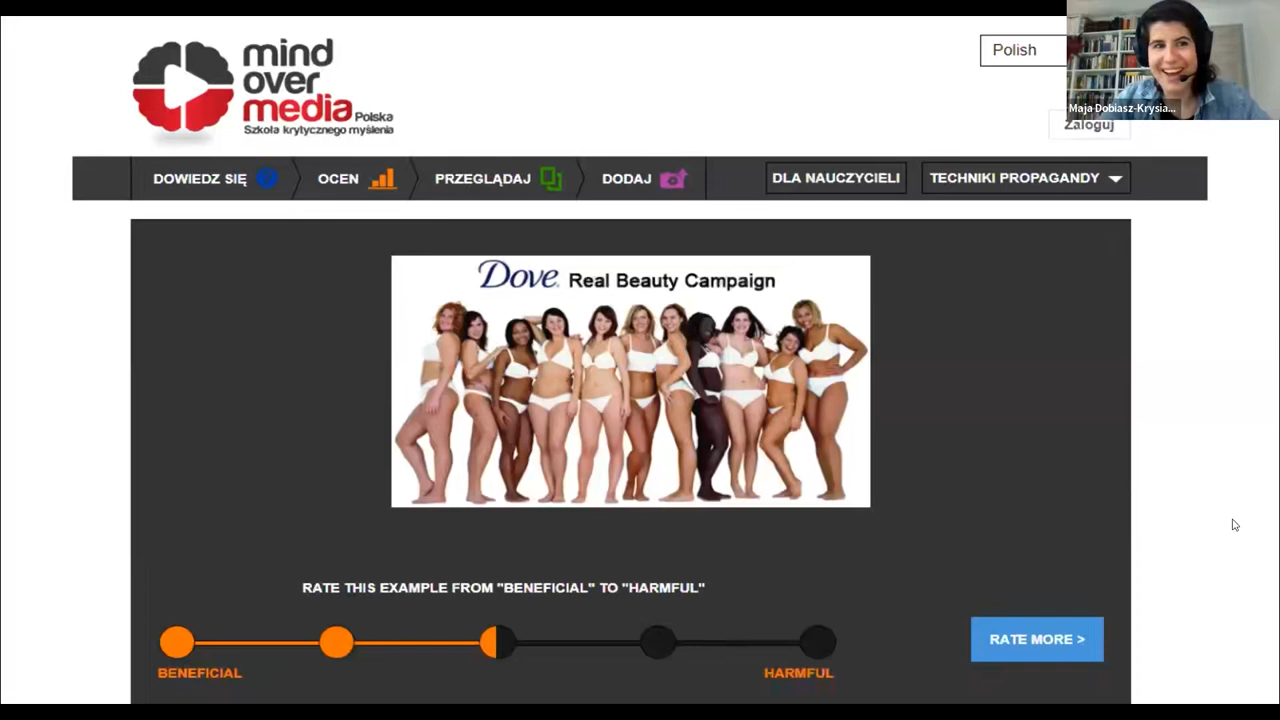 mind
over
media Polska
Szkoła krytycznego myślenia
Polish
Maja Dobiasz-Krysia...
Zaloguj
DOWIEDZ SIĘ
OCEN
PRZEGLĄDAJ
DODAJ
DLA NAUCZYCIELI
TECHNIKI PROPAGANDY
Dove Real Beauty Campaign
RATE THIS EXAMPLE FROM "BENEFICIAL" TO "HARMFUL"
RATE MORE >
BENEFICIAL
HARMFUL